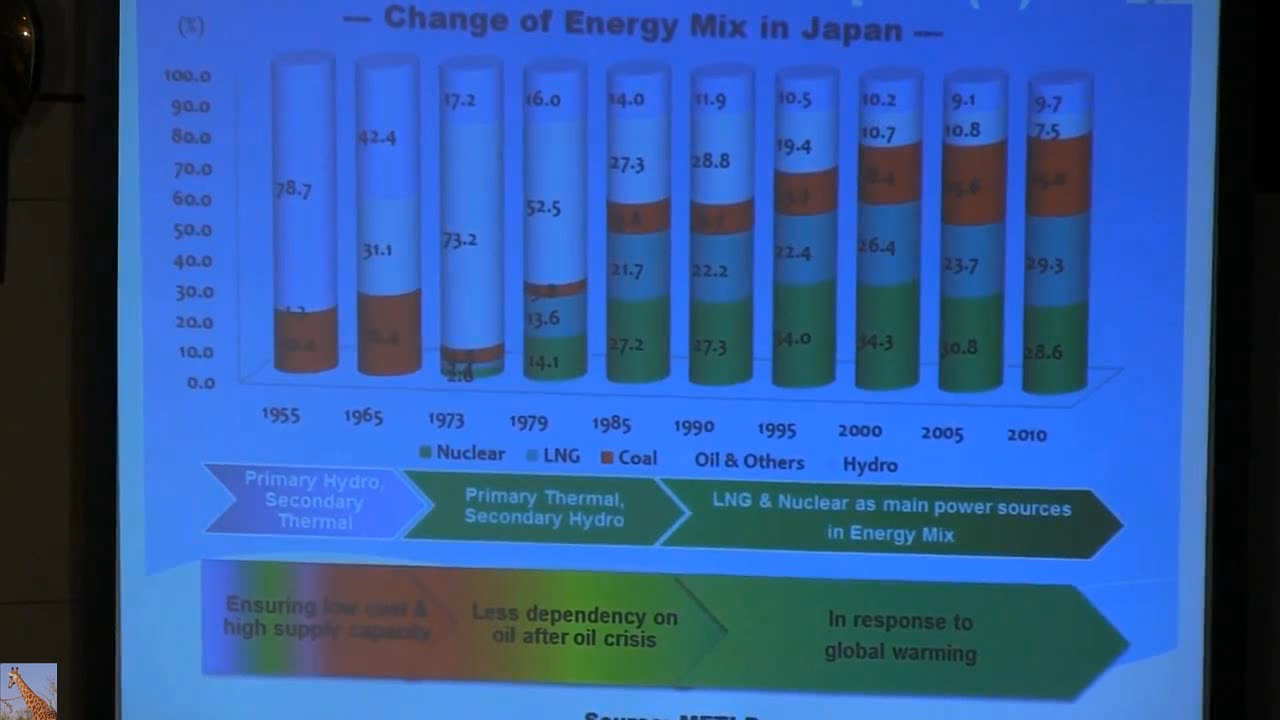 (%)
— Change of Energy Mix in Japan —
100.0
90.0
80.0
70.0
60.0
50.0
40.0
30.0
20.0
10.0
0.0
78.7
42.4
31.1
17.2
73.2
16.0
52.5
13.6
14.1
14.0
27.3
21.7
27.2
11.9
28.8
22.2
27.3
10.5
19.4
22.4
34.0
10.2
10.7
26.4
34.3
9.1
10.8
23.7
30.8
9.7
7.5
29.3
28.6
1955 1965 1973 1979 1985 1990 1995 2000 2005 2010
Nuclear LNG Coal Oil & Others Hydro
Primary Hydro,
Secondary
Thermal
Primary Thermal,
Secondary Hydro
LNG & Nuclear as main power sources
in Energy Mix
Ensuring low cost &
high supply capacity
Less dependency on
oil after oil crisis
In response to
global warming